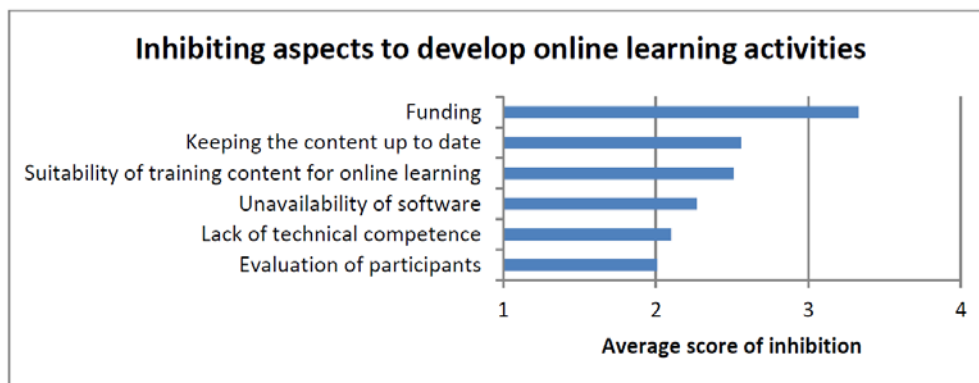 Inhibiting aspects to develop online learning activities
Funding
Keeping the content up to date
Suitability of training content for online learning
Unavailability of software
Lack of technical competence
Evaluation of participants
1 2 3 4
Average score of inhibition